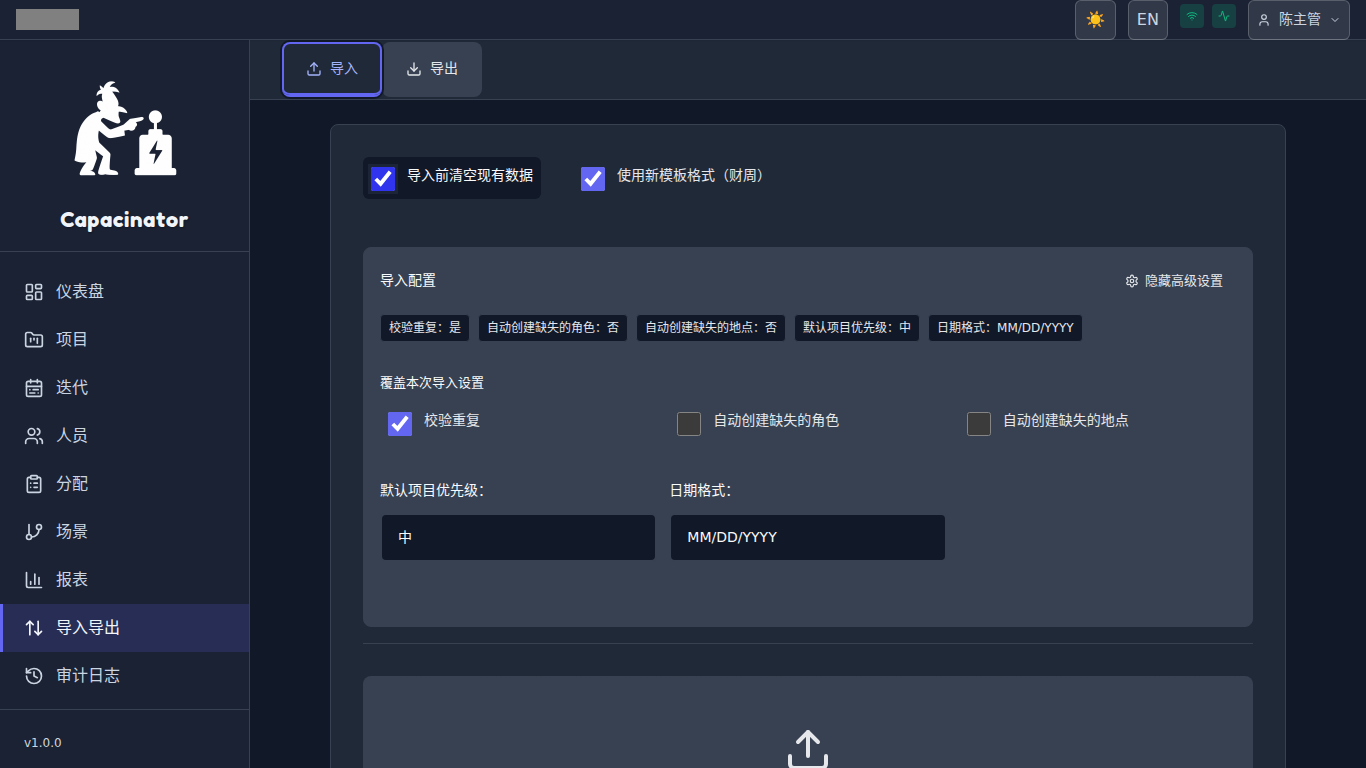 EN
陈主管
Capacinator
仪表盘
项目
迭代
人员
分配
场景
报表
导入导出
审计日志
v1.0.0
导入
导出
导入前清空现有数据
使用新模板格式（财周）
导入配置
隐藏高级设置
校验重复：是
自动创建缺失的角色：否
自动创建缺失的地点：否
默认项目优先级：中
日期格式：MM/DD/YYYY
覆盖本次导入设置
校验重复
自动创建缺失的角色
自动创建缺失的地点
默认项目优先级：
日期格式：
中
MM/DD/YYYY